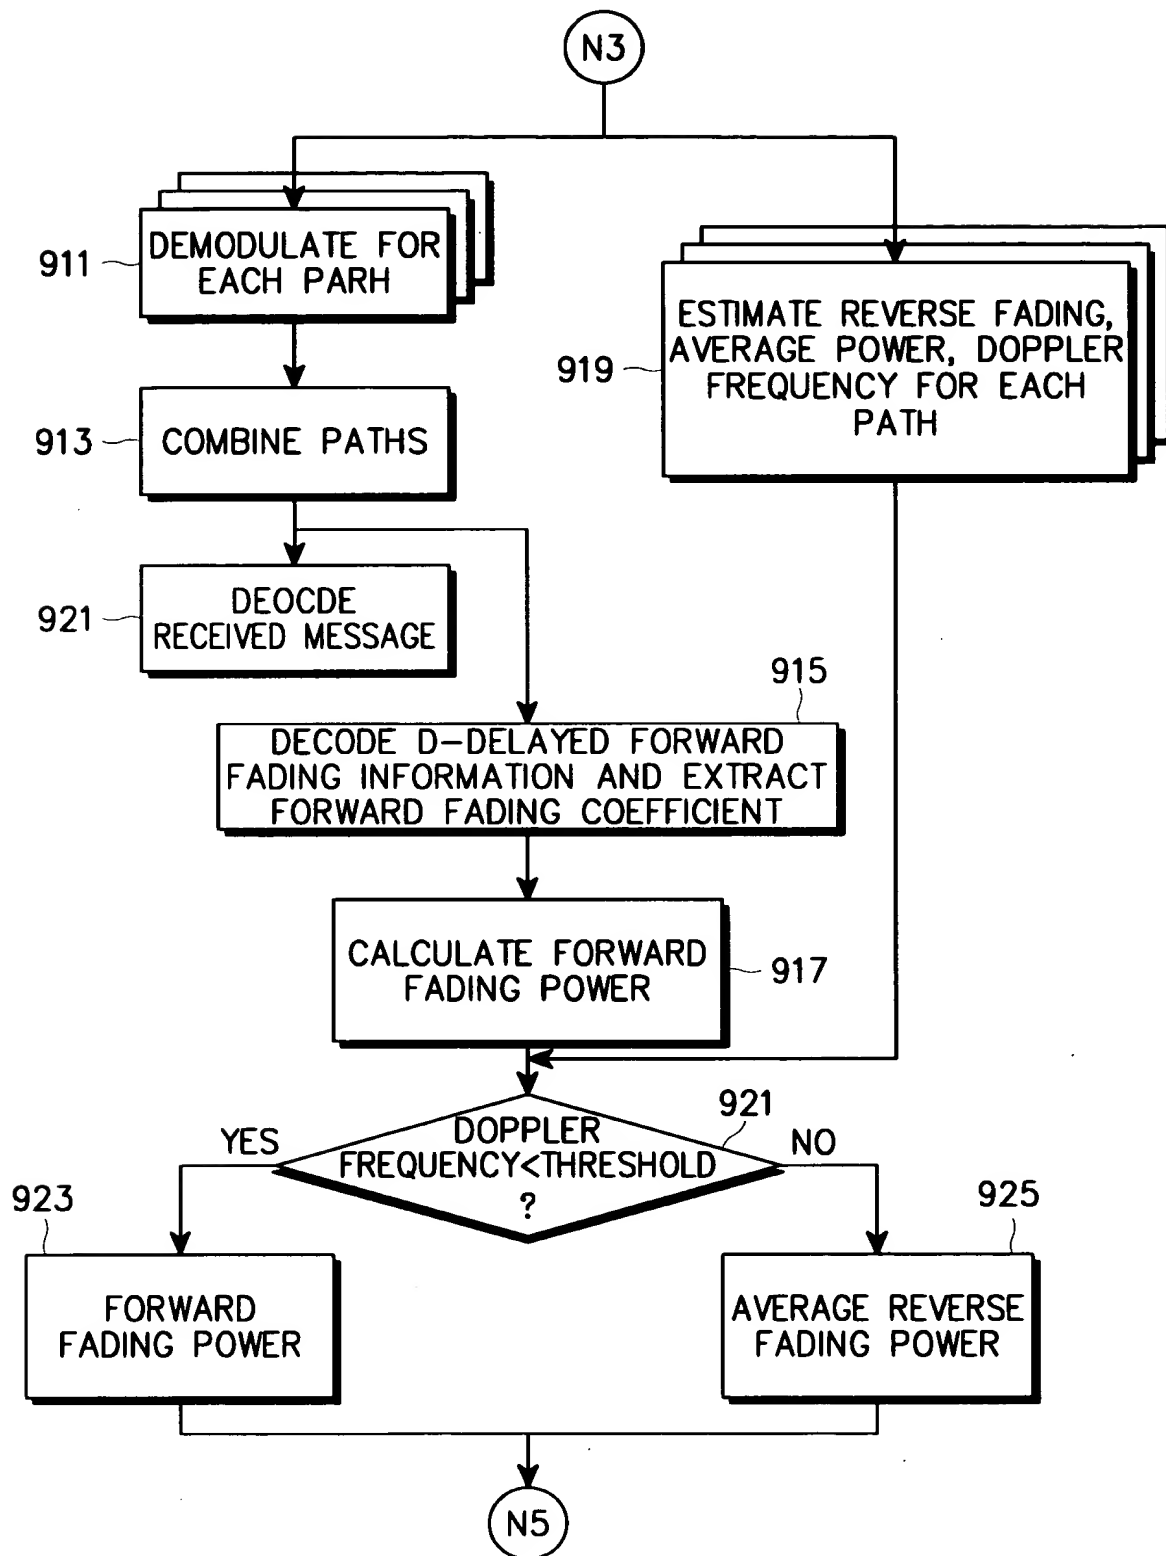 N3
911
DEMODULATE FOR
EACH PARH
919
ESTIMATE REVERSE FADING,
AVERAGE POWER, DOPPLER
FREQUENCY FOR EACH
PATH
913
COMBINE PATHS
921
DEOCDE
RECEIVED MESSAGE
915
DECODE D-DELAYED FORWARD
FADING INFORMATION AND EXTRACT
FORWARD FADING COEFFICIENT
CALCULATE FORWARD
FADING POWER
917
921
YES
DOPPLER
FREQUENCY<THRESHOLD
?
NO
923
FORWARD
FADING POWER
925
AVERAGE REVERSE
FADING POWER
N5